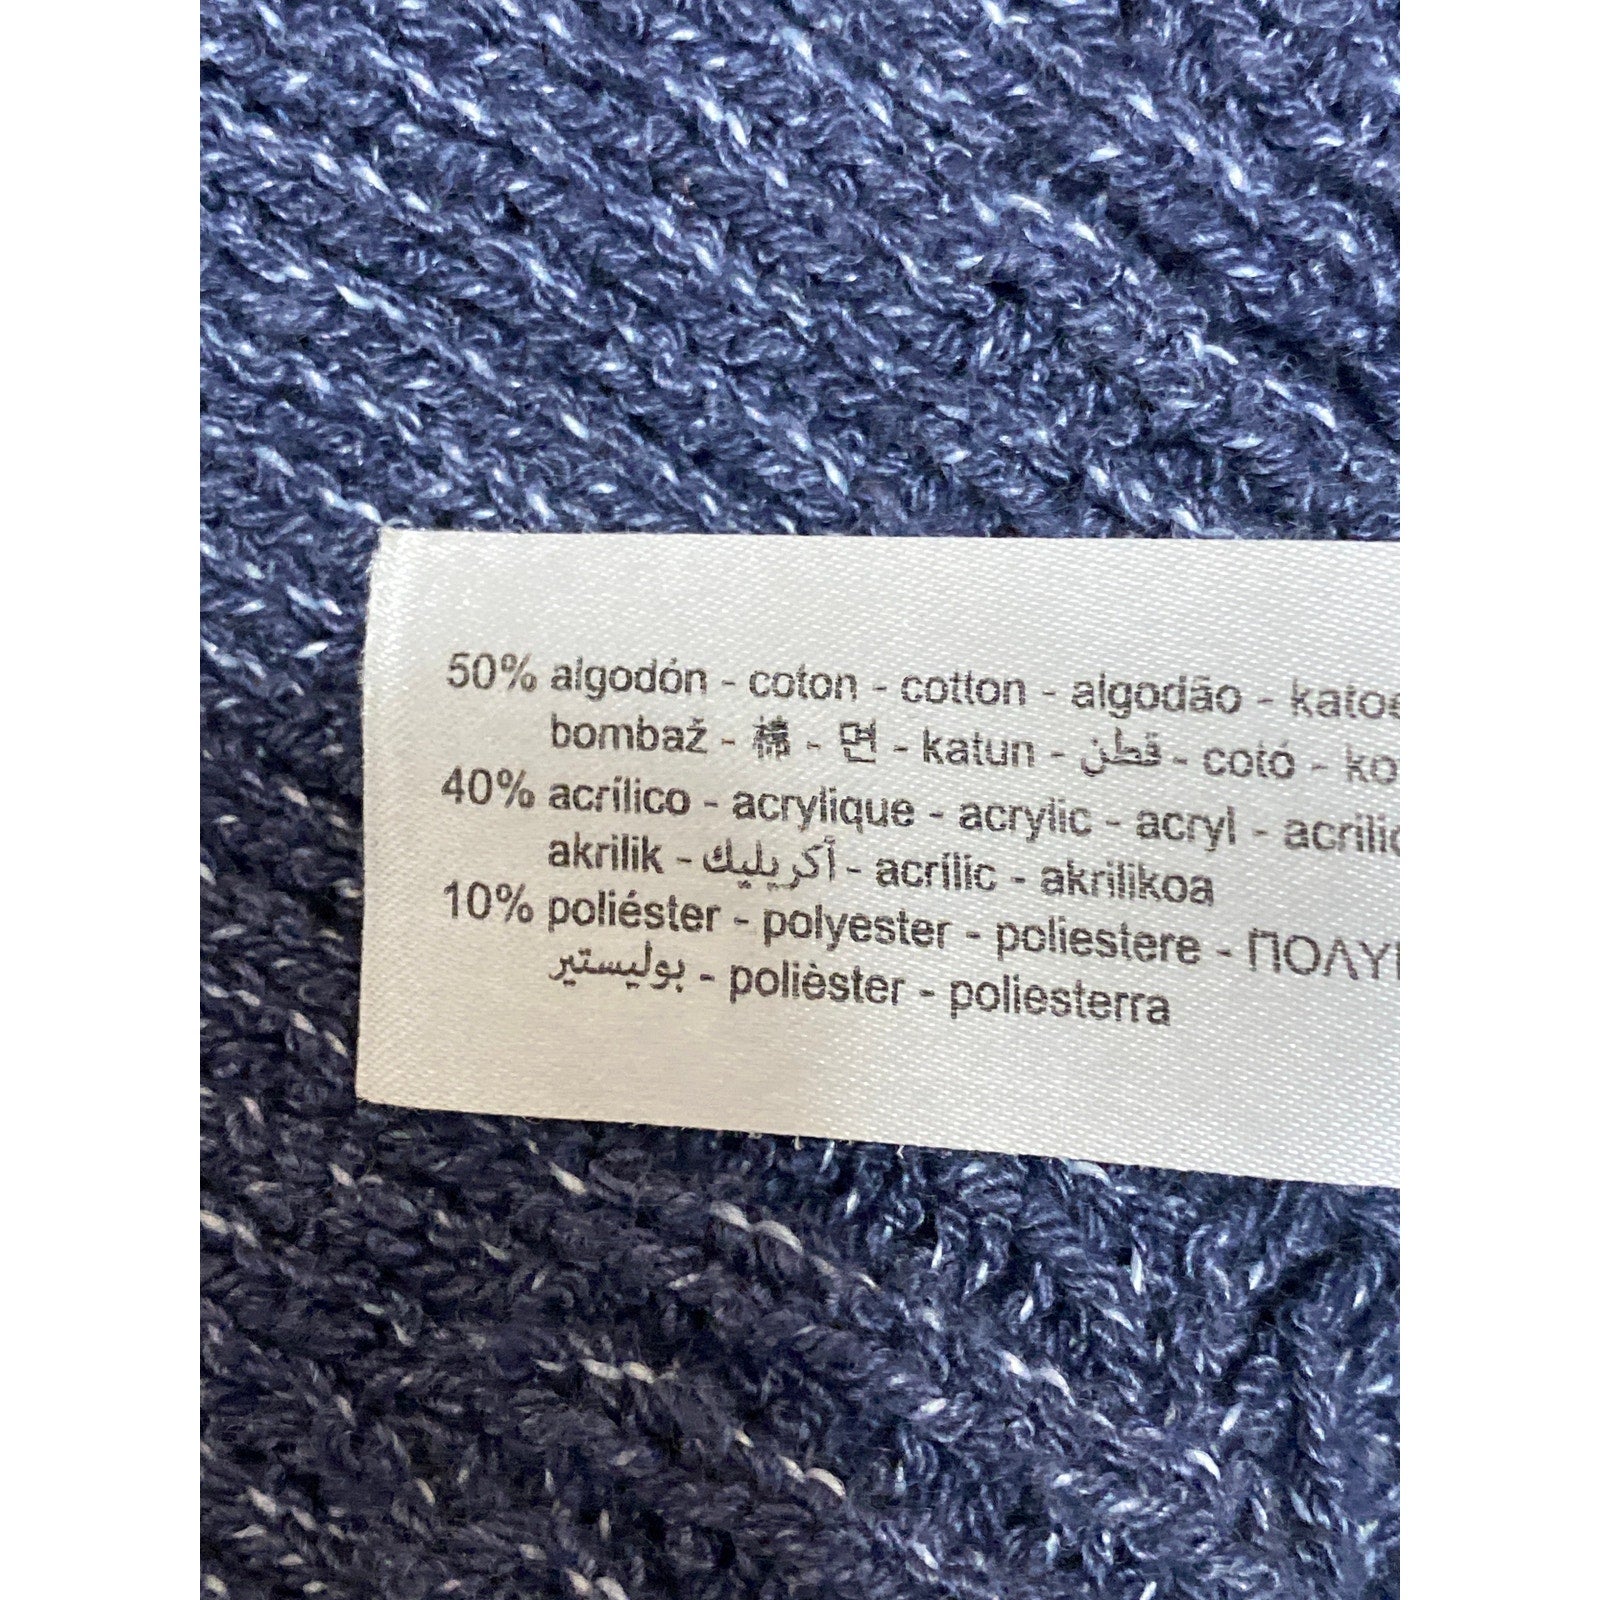 50% algodón - coton - cotton - algodão -
bombaž - 棉 - 면 - katun - قطن - cotó -
40% acrílico - acrylique - acrylic - acryl -
akrilik - أكريليك - acrílic - akrilikoa
10% poliéster - polyester - poliestere -
بوليستير - polièster - poliesterra